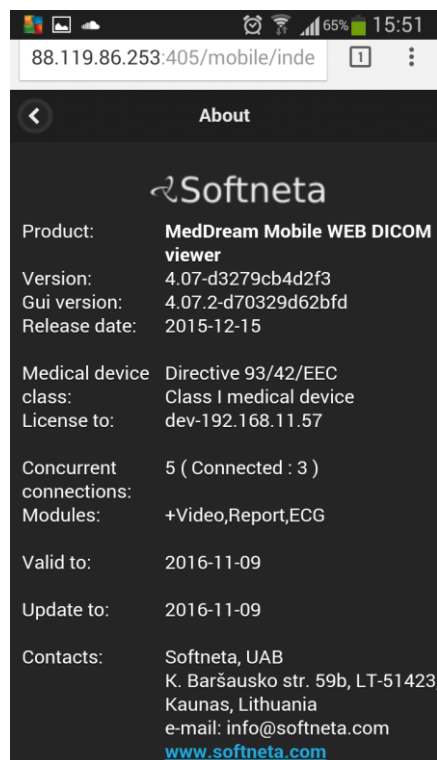 65% 15:51
88.119.86.253:405/mobile/inde 1
About
Softneta
Product: MedDream Mobile WEB DICOM
viewer
Version: 4.07-d3279cb4d2f3
Gui version: 4.07.2-d70329d62bfd
Release date: 2015-12-15
Medical device Directive 93/42/EEC
class: Class I medical device
License to: dev-192.168.11.57
Concurrent 5 ( Connected : 3 )
connections:
Modules: +Video,Report,ECG
Valid to: 2016-11-09
Update to: 2016-11-09
Contacts: Softneta, UAB
K. Baršausko str. 59b, LT-51423
Kaunas, Lithuania
e-mail: info@softneta.com
www.softneta.com